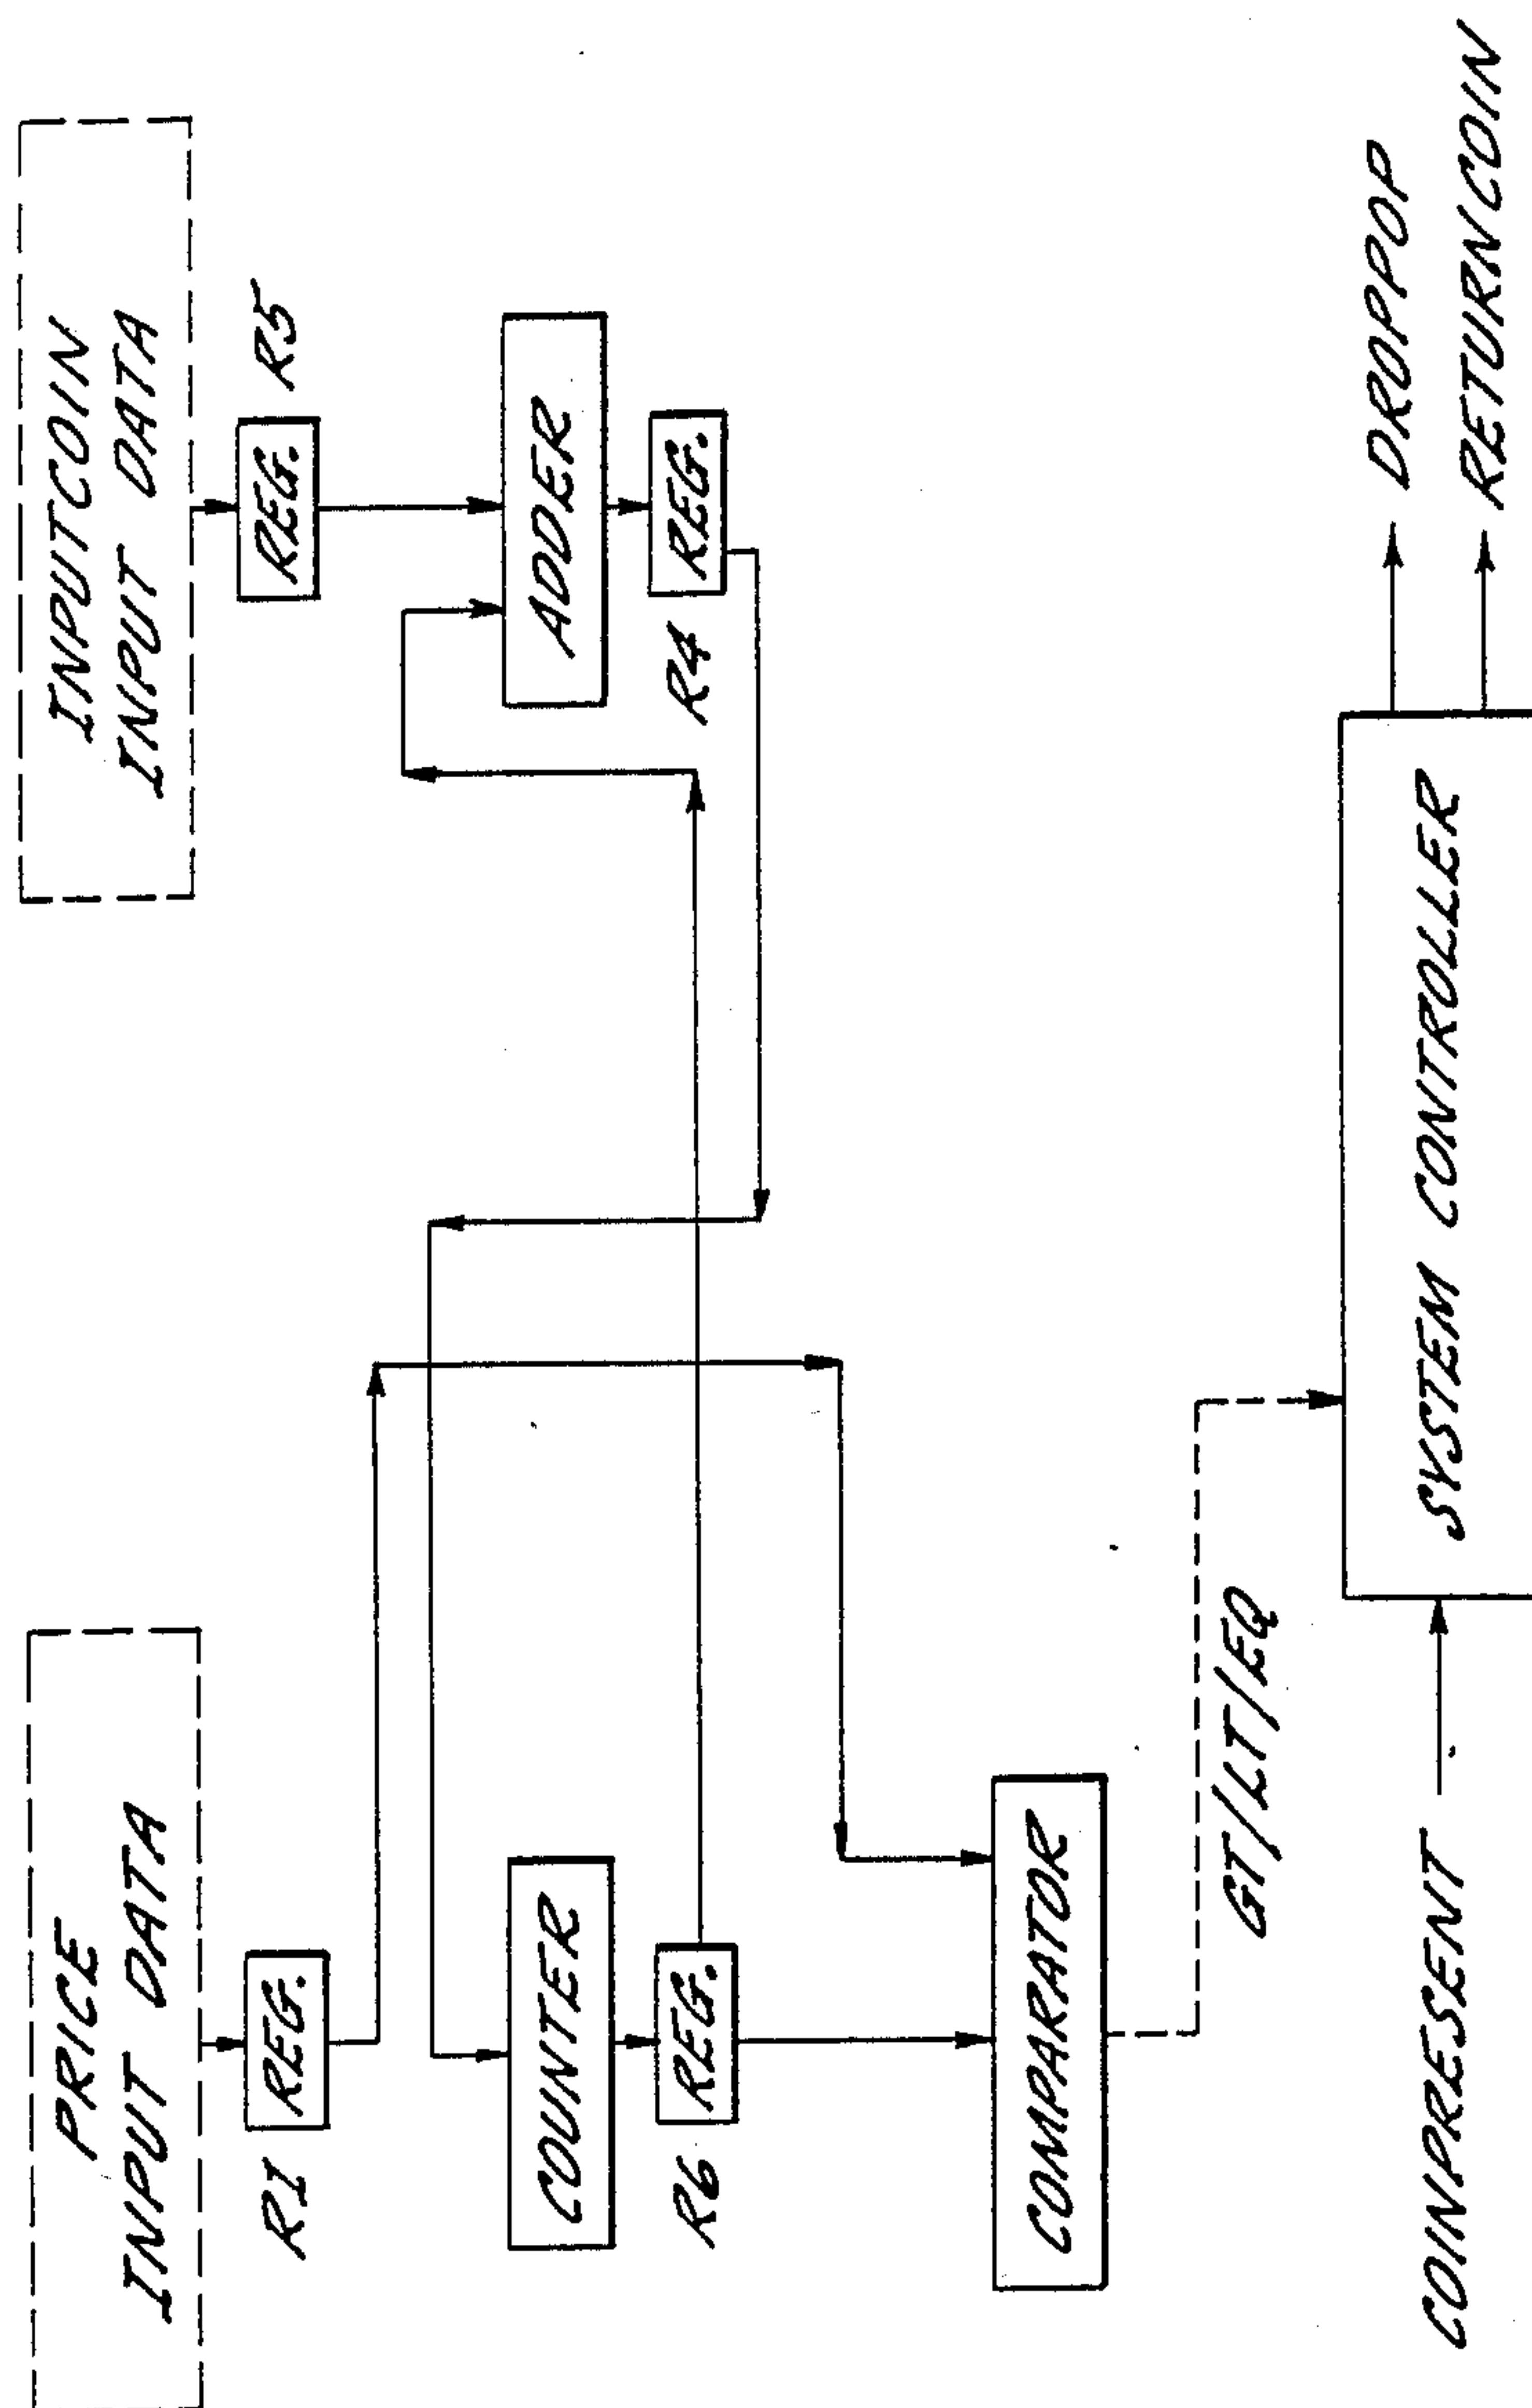 PRICE
INPUT DATA
INPUTCOIN
INPUT DATA
R1
REG.
REG.
R5
COUNTER
ADDER
R6
REG.
R4
REG.
COMPARATOR
GT/LT/EQ
COINPRESENT
SYSTEM CONTROLLER
DROPPOP
RETURNCOIN